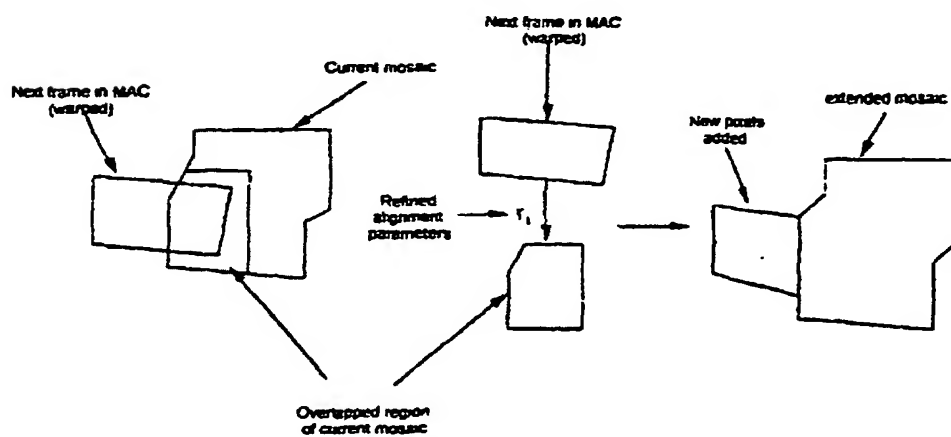 Next frame in MAC
(warped)
Current mosaic
Overlapped region
of current mosaic
Next frame in MAC
(warped)
Refined
alignment
parameters
T₁
New pixels
added
extended mosaic